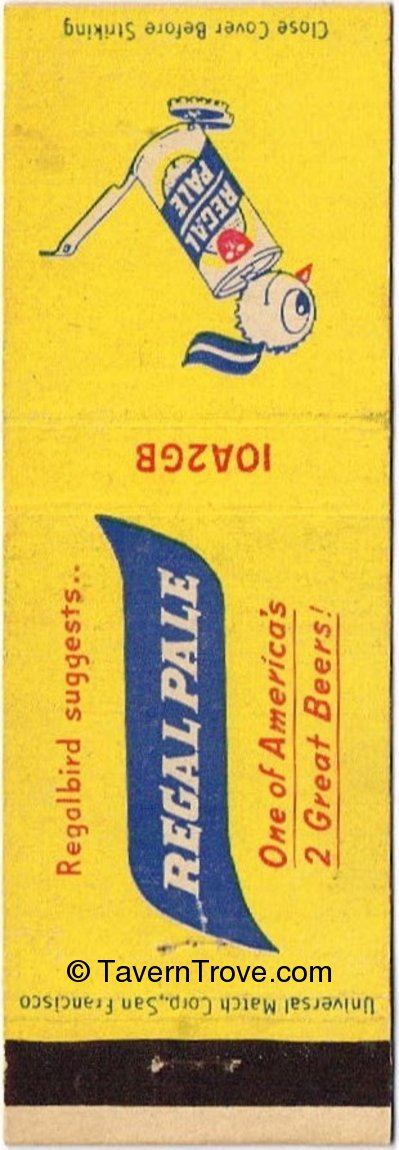 Close Cover Before Striking
REGAL
PALE
IOA2GB
Regalbird suggests..
REGAL PALE
One of America's
2 Great Beers!
© TavernTrove.com
Universal Match Corp., San Francisco